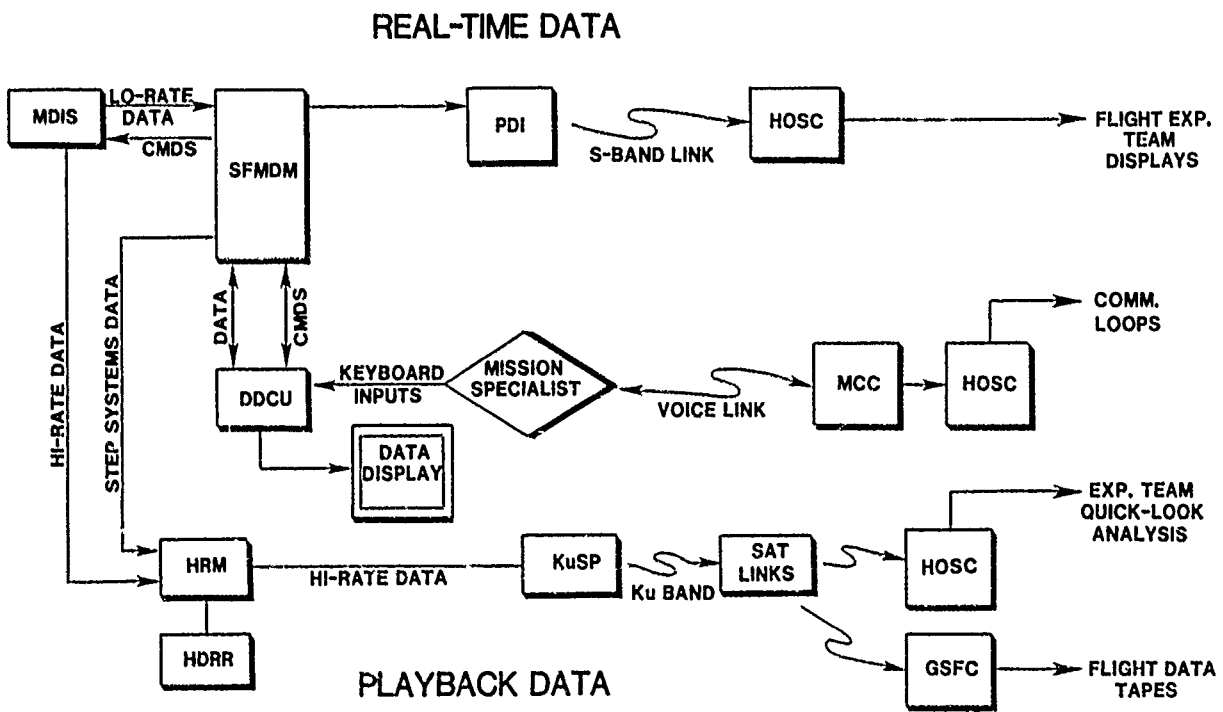 REAL-TIME DATA
MDIS
LO-RATE
DATA
CMDS
SFMDM
PDI
S-BAND LINK
HOSC
FLIGHT EXP.
TEAM
DISPLAYS
HI-RATE DATA
STEP SYSTEMS DATA
DATA
CMDS
DDCU
KEYBOARD
INPUTS
MISSION
SPECIALIST
VOICE LINK
MCC
HOSC
COMM.
LOOPS
DATA
DISPLAY
HRM
HI-RATE DATA
KuSP
Ku BAND
SAT
LINKS
HOSC
EXP. TEAM
QUICK-LOOK
ANALYSIS
HDRR
GSFC
FLIGHT DATA
TAPES
PLAYBACK DATA